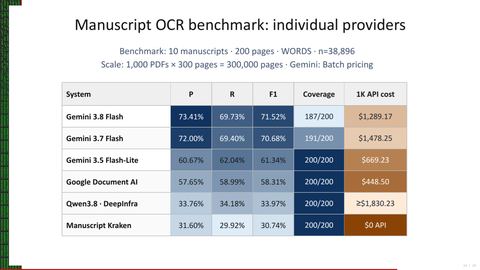 Manuscript OCR benchmark: individual providers
Benchmark: 10 manuscripts · 200 pages · WORDS · n=38,896
Scale: 1,000 PDFs × 300 pages = 300,000 pages · Gemini: Batch pricing
System P R F1 Coverage 1K API cost
Gemini 3.8 Flash 73.41% 69.73% 71.52% 187/200 $1,289.17
Gemini 3.7 Flash 72.00% 69.40% 70.68% 191/200 $1,478.25
Gemini 3.5 Flash-Lite 60.67% 62.04% 61.34% 200/200 $669.23
Google Document AI 57.65% 58.99% 58.31% 200/200 $448.50
Qwen3.8 · DeepInfra 33.76% 34.18% 33.97% 200/200 ≥$1,830.23
Manuscript Kraken 31.60% 29.92% 30.74% 200/200 $0 API